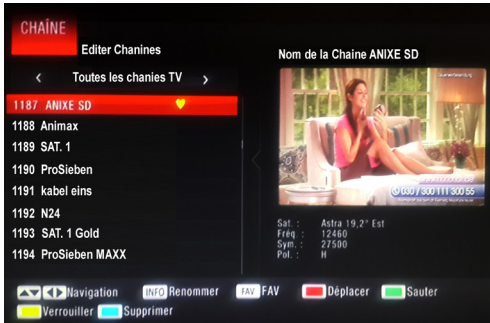 CHAÎNE
Editer Chanines
Toutes les chanies TV
1187 ANIXE SD
1188 Animax
1189 SAT. 1
1190 ProSieben
1191 kabel eins
1192 N24
1193 SAT. 1 Gold
1194 ProSieben MAXX
Nom de la Chaine ANIXE SD
Dauerwerbesendung
030 / 300 111 300 55
Sat. : Astra 19,2° Est
Fréq. : 12460
Sym. : 27500
Pol. : H
Navigation INFO Renommer FAV FAV Déplacer Sauter
Verrouiller Supprimer